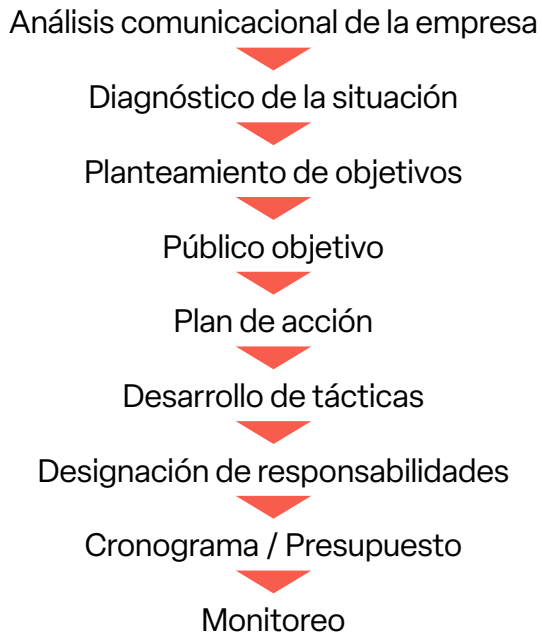 Análisis comunicacional de la empresa
Diagnóstico de la situación
Planteamiento de objetivos
Público objetivo
Plan de acción
Desarrollo de tácticas
Designación de responsabilidades
Cronograma / Presupuesto
Monitoreo